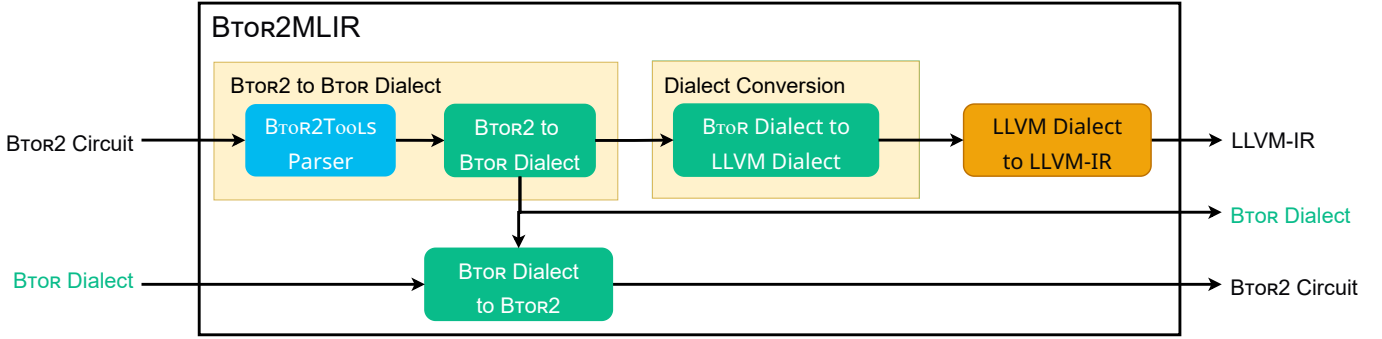 Btor2MLIR
Btor2 to Btor Dialect
Dialect Conversion
Btor2 Circuit
Btor2Tools
Parser
Btor2 to
Btor Dialect
Btor Dialect to
LLVM Dialect
LLVM Dialect
to LLVM-IR
LLVM-IR
Btor Dialect
Btor Dialect
Btor Dialect
to Btor2
Btor2 Circuit